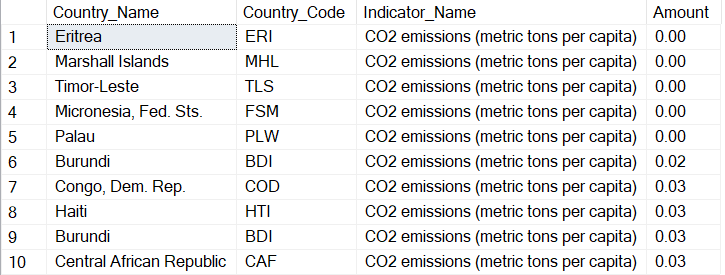 Country_Name Country_Code Indicator_Name Amount
1 Eritrea ERI CO2 emissions (metric tons per capita) 0.00
2 Marshall Islands MHL CO2 emissions (metric tons per capita) 0.00
3 Timor-Leste TLS CO2 emissions (metric tons per capita) 0.00
4 Micronesia, Fed. Sts. FSM CO2 emissions (metric tons per capita) 0.00
5 Palau PLW CO2 emissions (metric tons per capita) 0.00
6 Burundi BDI CO2 emissions (metric tons per capita) 0.02
7 Congo, Dem. Rep. COD CO2 emissions (metric tons per capita) 0.03
8 Haiti HTI CO2 emissions (metric tons per capita) 0.03
9 Burundi BDI CO2 emissions (metric tons per capita) 0.03
10 Central African Republic CAF CO2 emissions (metric tons per capita) 0.03